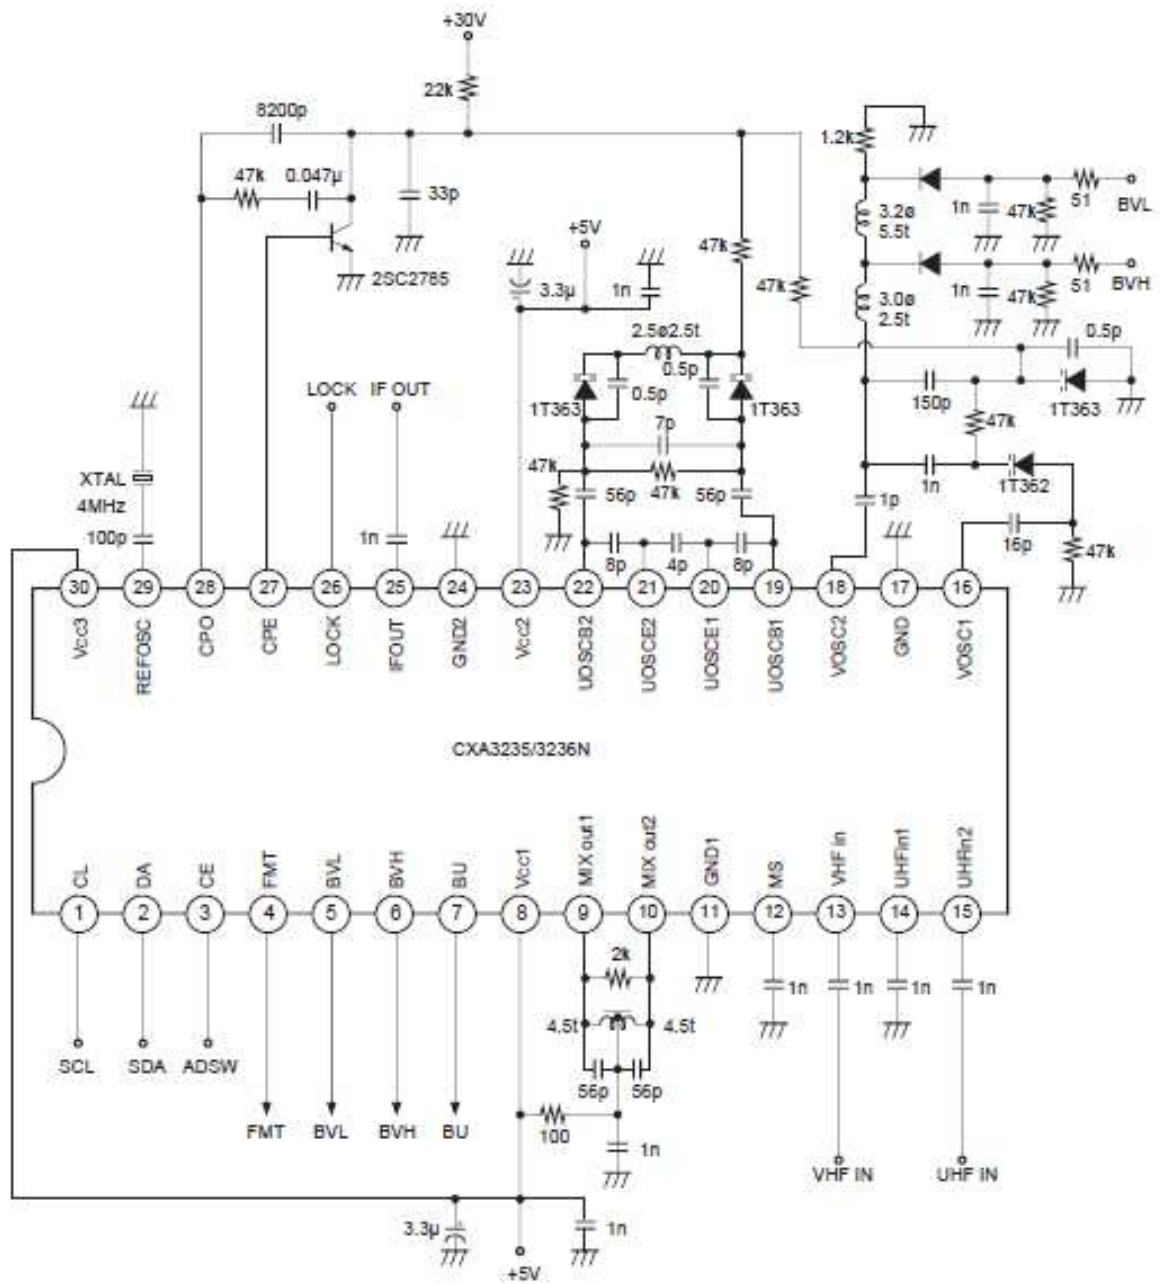 +30V
22k
8200p
1.2k
47k
0.047μ
33p
3.2ø
5.5t
1n
47k
51
BVL
+5V
47k
2SC2785
3.3μ
1n
47k
3.0ø
2.5t
1n
47k
51
BVH
2.5ø2.5t
0.5p
LOCK
IF OUT
0.5p
0.5p
1T363
1T363
150p
1T363
7p
47k
XTAL
4MHz
47k
56p
47k
56p
1n
1T362
1p
100p
1n
8p
4p
8p
16p
47k
30
29
28
27
26
25
24
23
22
21
20
19
18
17
16
Vcc3
REFOSC
CPO
CPE
LOCK
IFOUT
GND2
Vcc2
UOSCB2
UOSCE2
UOSCE1
UOSCB1
VOSC2
GND
VOSC1
CXA3235/3236N
CL
DA
CE
FMT
BVL
BVH
BU
Vcc1
MIX out1
MIX out2
GND1
MS
VHF in
UHFin1
UHFin2
1
2
3
4
5
6
7
8
9
10
11
12
13
14
15
2k
1n
1n
1n
1n
4.5t
4.5t
SCL
SDA
ADSW
56p
56p
FMT
BVL
BVH
BU
100
1n
VHF IN
UHF IN
3.3μ
1n
+5V